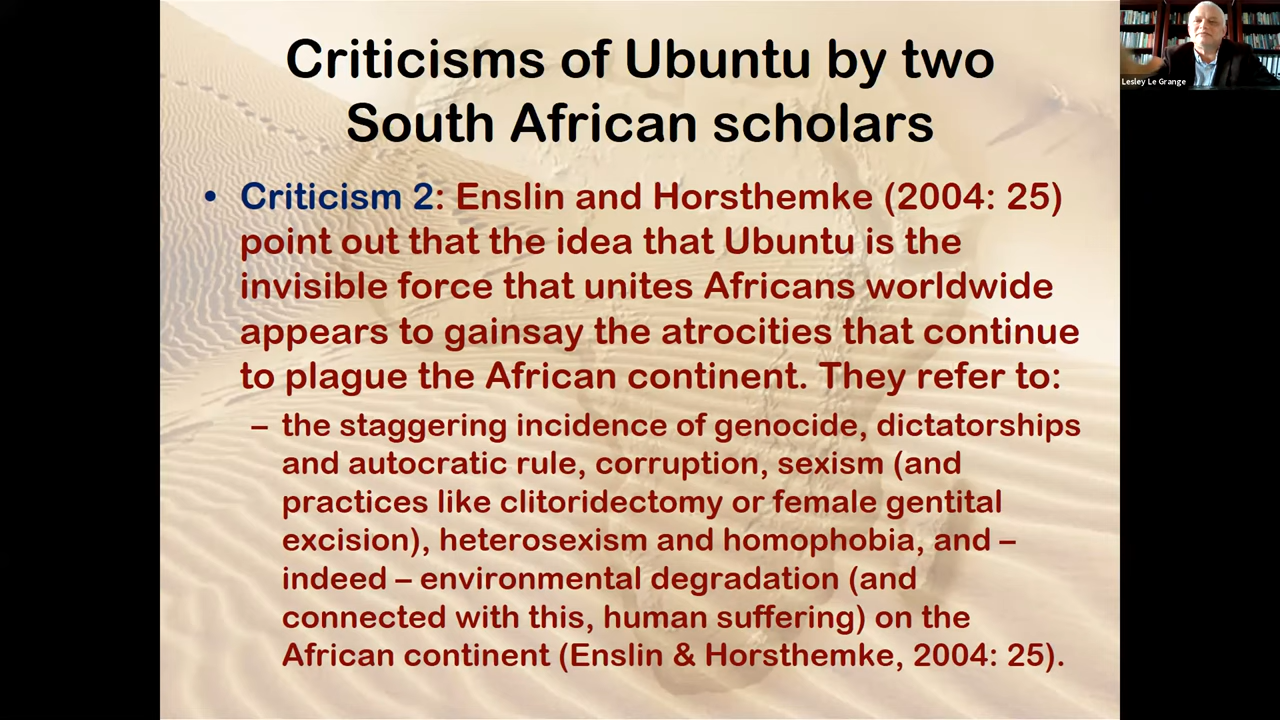 Criticisms of Ubuntu by two
South African scholars
• Criticism 2: Enslin and Horsthemke (2004: 25)
point out that the idea that Ubuntu is the
invisible force that unites Africans worldwide
appears to gainsay the atrocities that continue
to plague the African continent. They refer to:
– the staggering incidence of genocide, dictatorships
and autocratic rule, corruption, sexism (and
practices like clitoridectomy or female gentital
excision), heterosexism and homophobia, and –
indeed – environmental degradation (and
connected with this, human suffering) on the
African continent (Enslin & Horsthemke, 2004: 25).
Lesley Le Grange